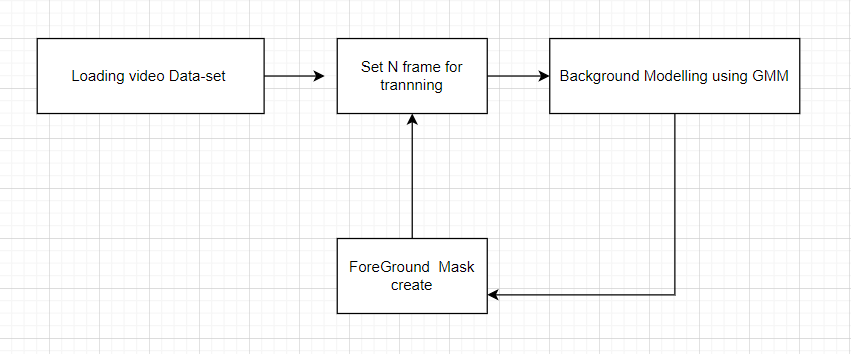 Loading video Data-set
Set N frame for
trannning
Background Modelling using GMM
ForeGround  Mask
create